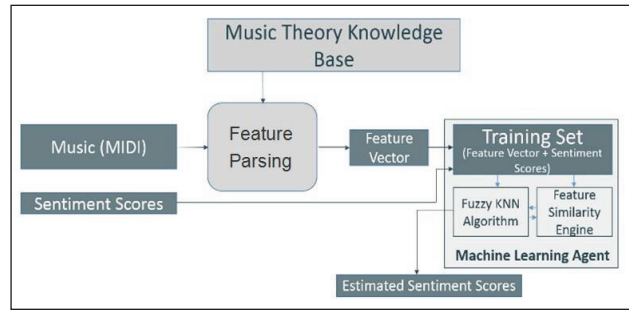 Music Theory Knowledge
Base
Music (MIDI)
Feature
Parsing
Feature
Vector
Training Set
(Feature Vector + Sentiment
Scores)
Sentiment Scores
Fuzzy KNN
Algorithm
Feature
Similarity
Engine
Machine Learning Agent
Estimated Sentiment Scores